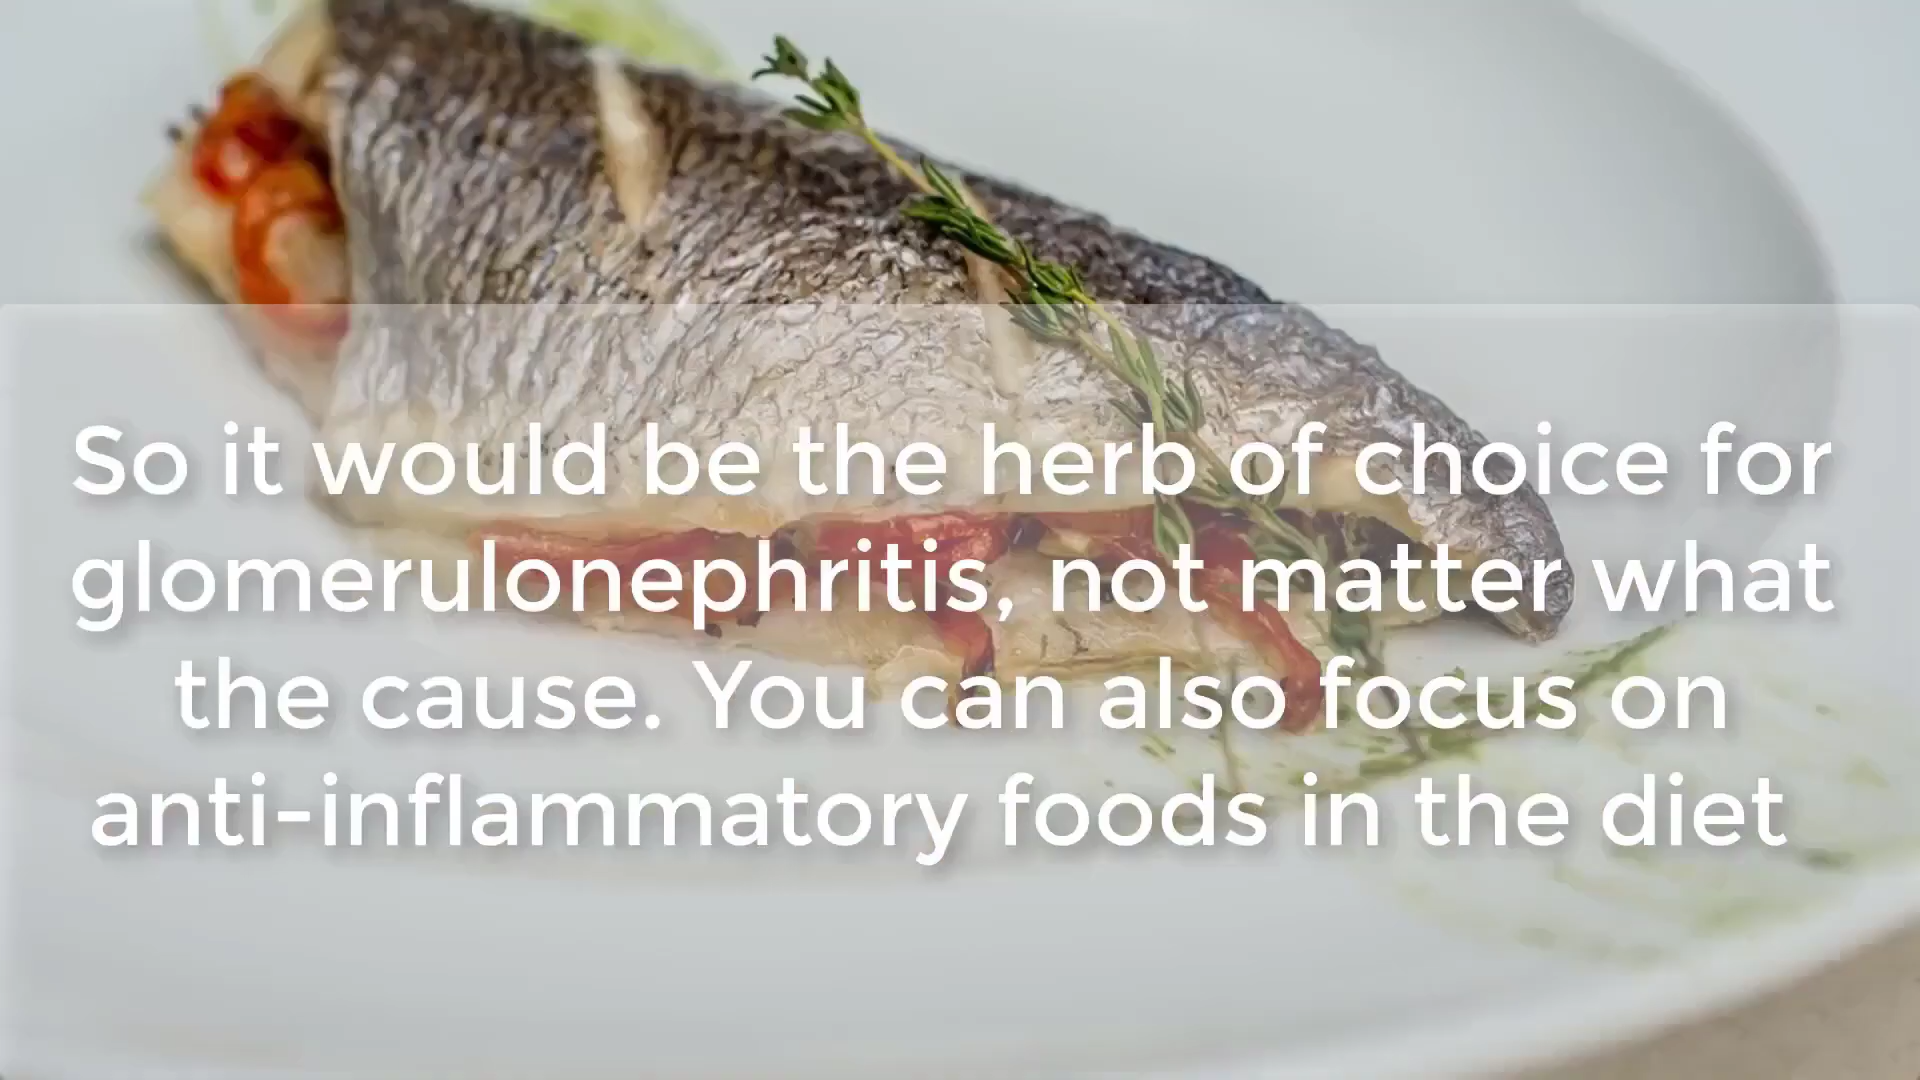 So it would be the herb of choice for
glomerulonephritis, not matter what
the cause. You can also focus on
anti-inflammatory foods in the diet